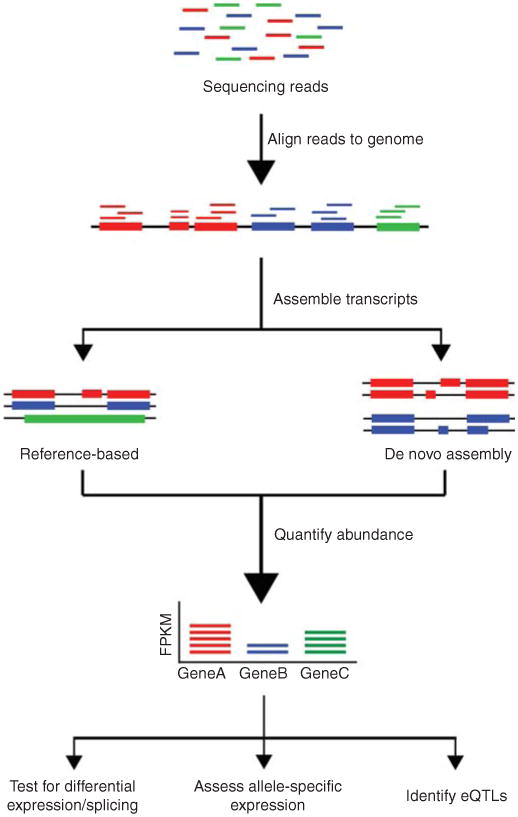 Sequencing reads
Align reads to genome
Assemble transcripts
Reference-based
De novo assembly
Quantify abundance
FPKM
GeneA GeneB GeneC
Test for differential
expression/splicing
Assess allele-specific
expression
Identify eQTLs